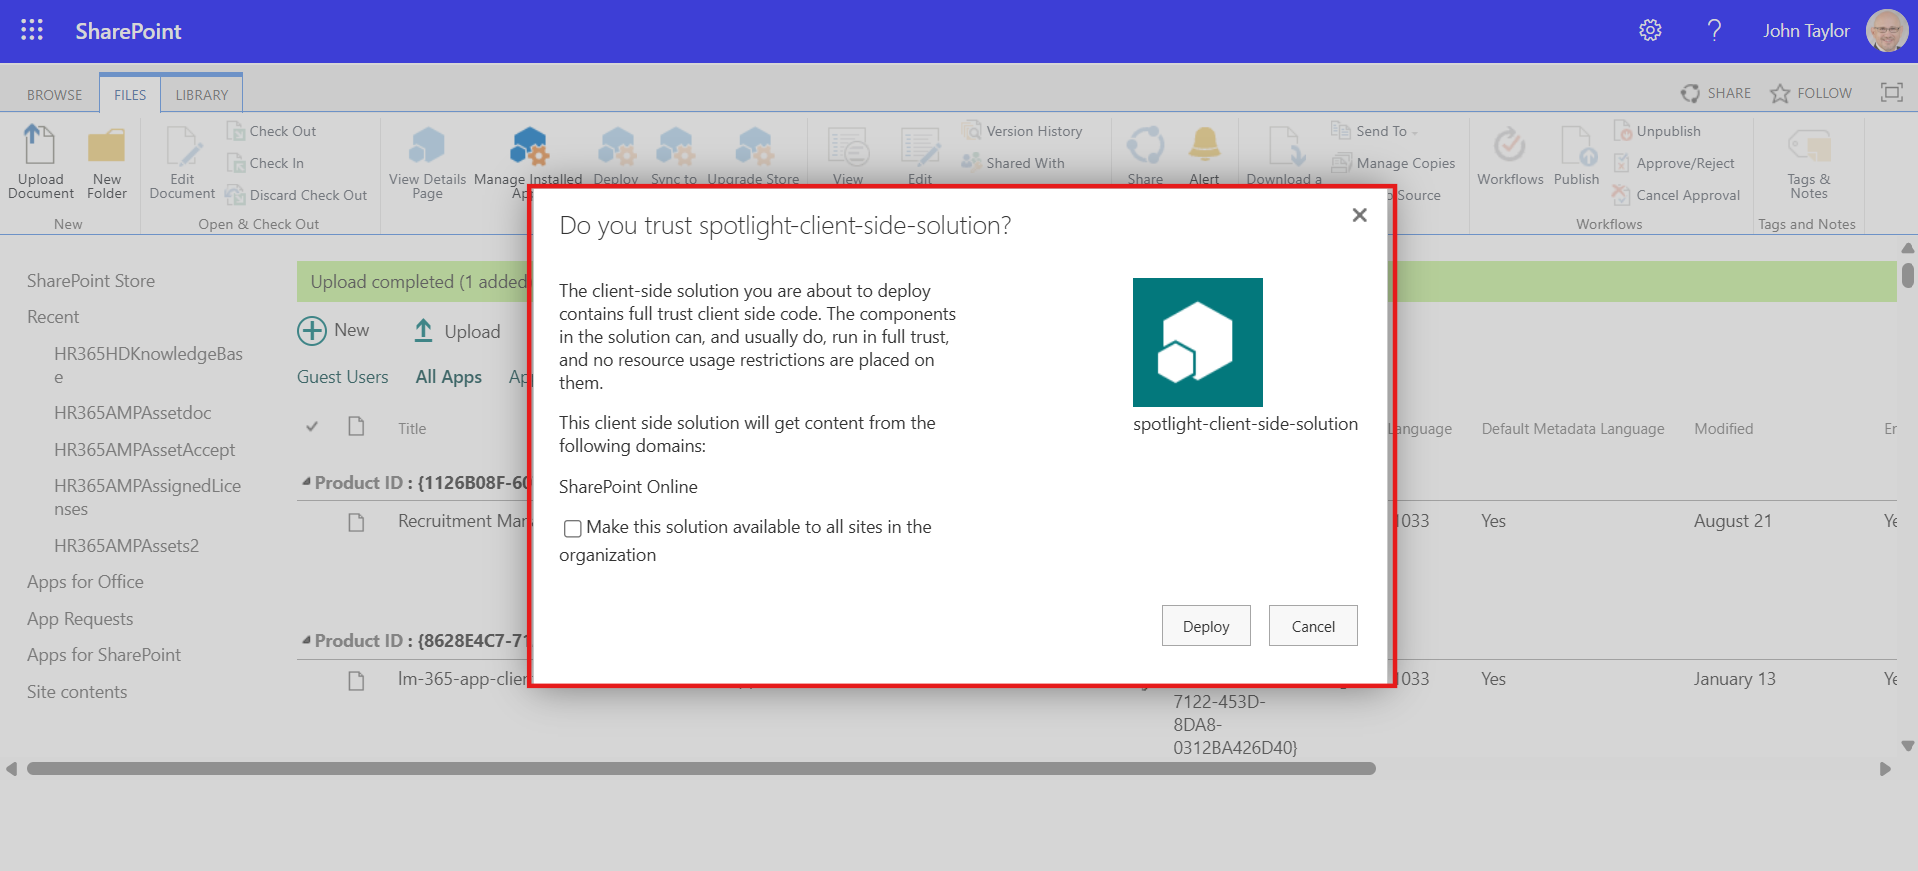 SharePoint
?
John Taylor
BROWSE
FILES
LIBRARY
SHARE
FOLLOW
Upload Document
New Folder
New
Edit Document
Check Out
Check In
Discard Check Out
Open & Check Out
View Details Page
Manage Installed
Deploy
Sync to
Upgrade Store
View
Edit
Version History
Shared With
Share
Alert
Download a
Send To
Manage Copies
Source
Workflows
Publish
Unpublish
Approve/Reject
Cancel Approval
Workflows
Tags & Notes
Tags and Notes
SharePoint Store
Recent
HR365HDKnowledgeBas
e
HR365AMPAssetdoc
HR365AMPAssetAccept
HR365AMPAssignedLice
nses
HR365AMPAssets2
Apps for Office
App Requests
Apps for SharePoint
Site contents
Upload completed (1 added
New
Upload
Guest Users
All Apps
Title
Language
Default Metadata Language
Modified
Product ID : {1126B08F-60
Recruitment Man
1033
Yes
August 21
Product ID : {8628E4C7-71
lm-365-app-clien
1033
Yes
January 13
7122-453D-
8DA8-
0312BA426D40}
Do you trust spotlight-client-side-solution?
The client-side solution you are about to deploy
contains full trust client side code. The components
in the solution can, and usually do, run in full trust,
and no resource usage restrictions are placed on
them.
This client side solution will get content from the
following domains:
SharePoint Online
Make this solution available to all sites in the
organization
spotlight-client-side-solution
Deploy
Cancel